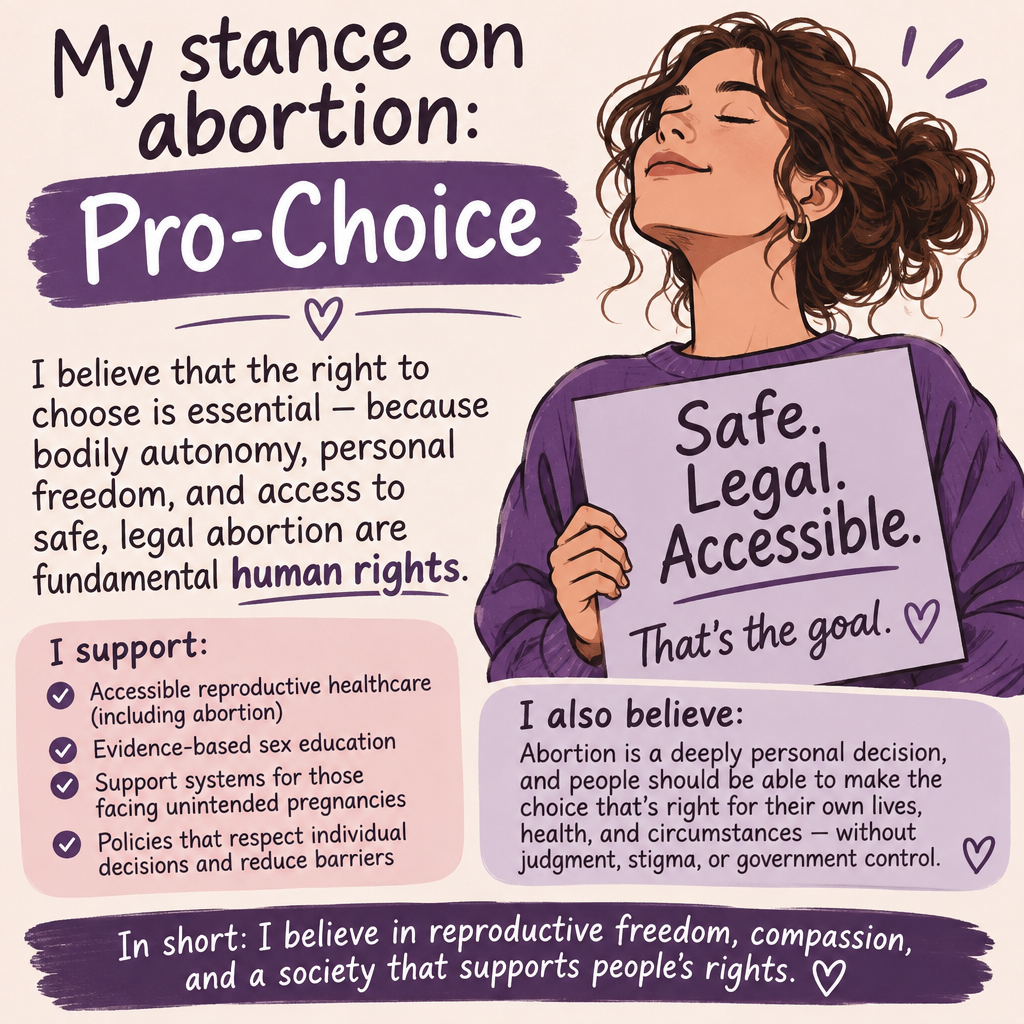 My stance on
abortion:
Pro-Choice
I believe that the right to
choose is essential – because
bodily autonomy, personal
freedom, and access to
safe, legal abortion are
fundamental human rights.
Safe.
Legal.
Accessible.
That's the goal.
I support:
Accessible reproductive healthcare
(including abortion)
Evidence-based sex education
Support systems for those
facing unintended pregnancies
Policies that respect individual
decisions and reduce barriers
I also believe:
Abortion is a deeply personal decision,
and people should be able to make the
choice that's right for their own lives,
health, and circumstances – without
judgment, stigma, or government control.
In short: I believe in reproductive freedom, compassion,
and a society that supports people's rights.